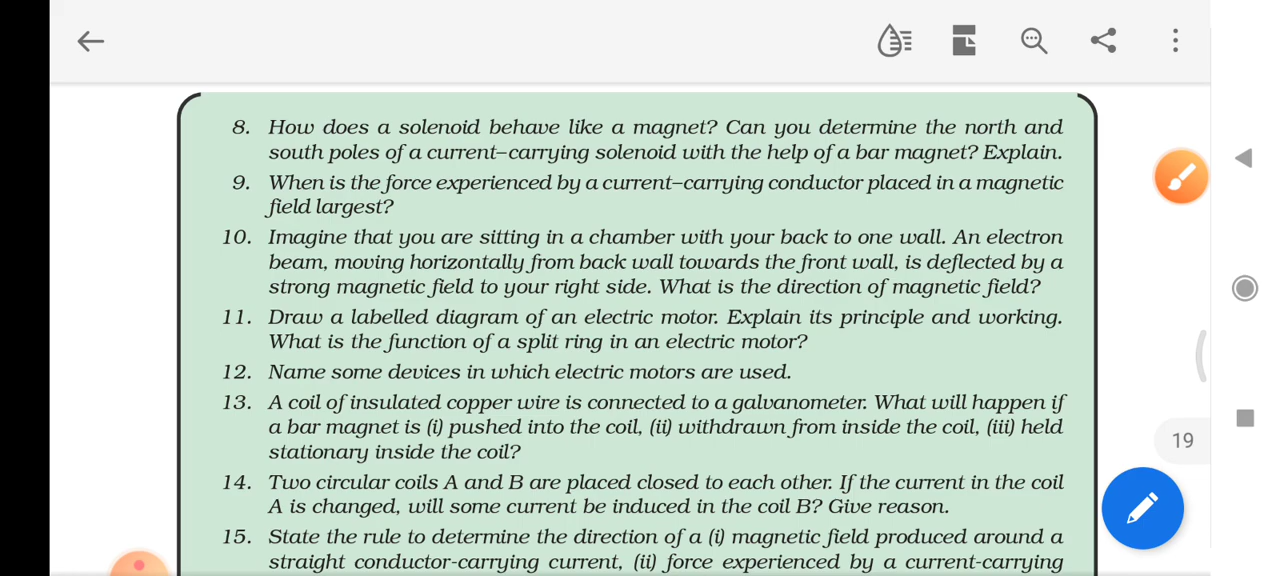 8. How does a solenoid behave like a magnet? Can you determine the north and
south poles of a current–carrying solenoid with the help of a bar magnet? Explain.
9. When is the force experienced by a current–carrying conductor placed in a magnetic
field largest?
10. Imagine that you are sitting in a chamber with your back to one wall. An electron
beam, moving horizontally from back wall towards the front wall, is deflected by a
strong magnetic field to your right side. What is the direction of magnetic field?
11. Draw a labelled diagram of an electric motor. Explain its principle and working.
What is the function of a split ring in an electric motor?
12. Name some devices in which electric motors are used.
13. A coil of insulated copper wire is connected to a galvanometer. What will happen if
a bar magnet is (i) pushed into the coil, (ii) withdrawn from inside the coil, (iii) held
stationary inside the coil?
19
14. Two circular coils A and B are placed closed to each other. If the current in the coil
A is changed, will some current be induced in the coil B? Give reason.
15. State the rule to determine the direction of a (i) magnetic field produced around a
straight conductor-carrying current, (ii) force experienced by a current-carrying